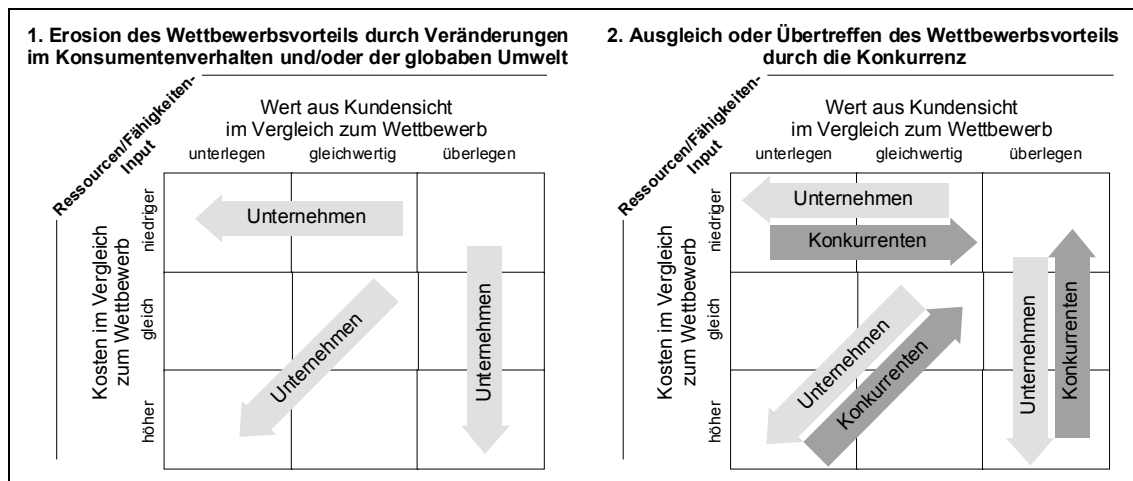 1. Erosion des Wettbewerbsvorteils durch Veränderungen
im Konsumentenverhalten und/oder der globaben Umwelt
Ressourcen/Fähigkeiten-
Input
Wert aus Kundensicht
im Vergleich zum Wettbewerb
unterlegen gleichwertig überlegen
Kosten im Vergleich
zum Wettbewerb
niedriger
gleich
höher
Unternehmen
Unternehmen
Unternehmen
2. Ausgleich oder Übertreffen des Wettbewerbsvorteils
durch die Konkurrenz
Ressourcen/Fähigkeiten-
Input
Wert aus Kundensicht
im Vergleich zum Wettbewerb
unterlegen gleichwertig überlegen
Kosten im Vergleich
zum Wettbewerb
niedriger
gleich
höher
Unternehmen
Konkurrenten
Unternehmen
Konkurrenten
Unternehmen
Konkurrenten